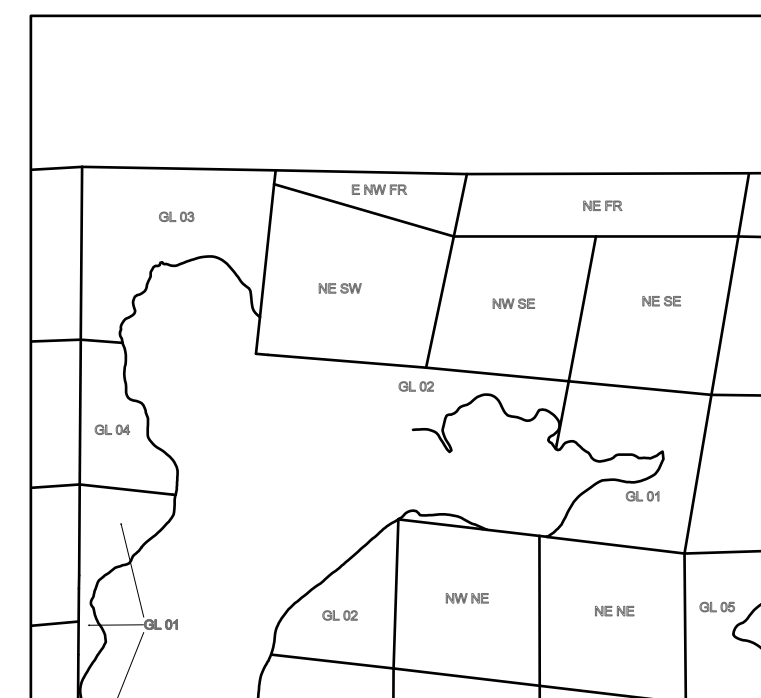 E NW FR
NE FR
GL 03
NE SW
NW SE
NE SE
GL 02
GL 04
GL 01
NW NE
NE NE
GL 05
GL 02
GL 01